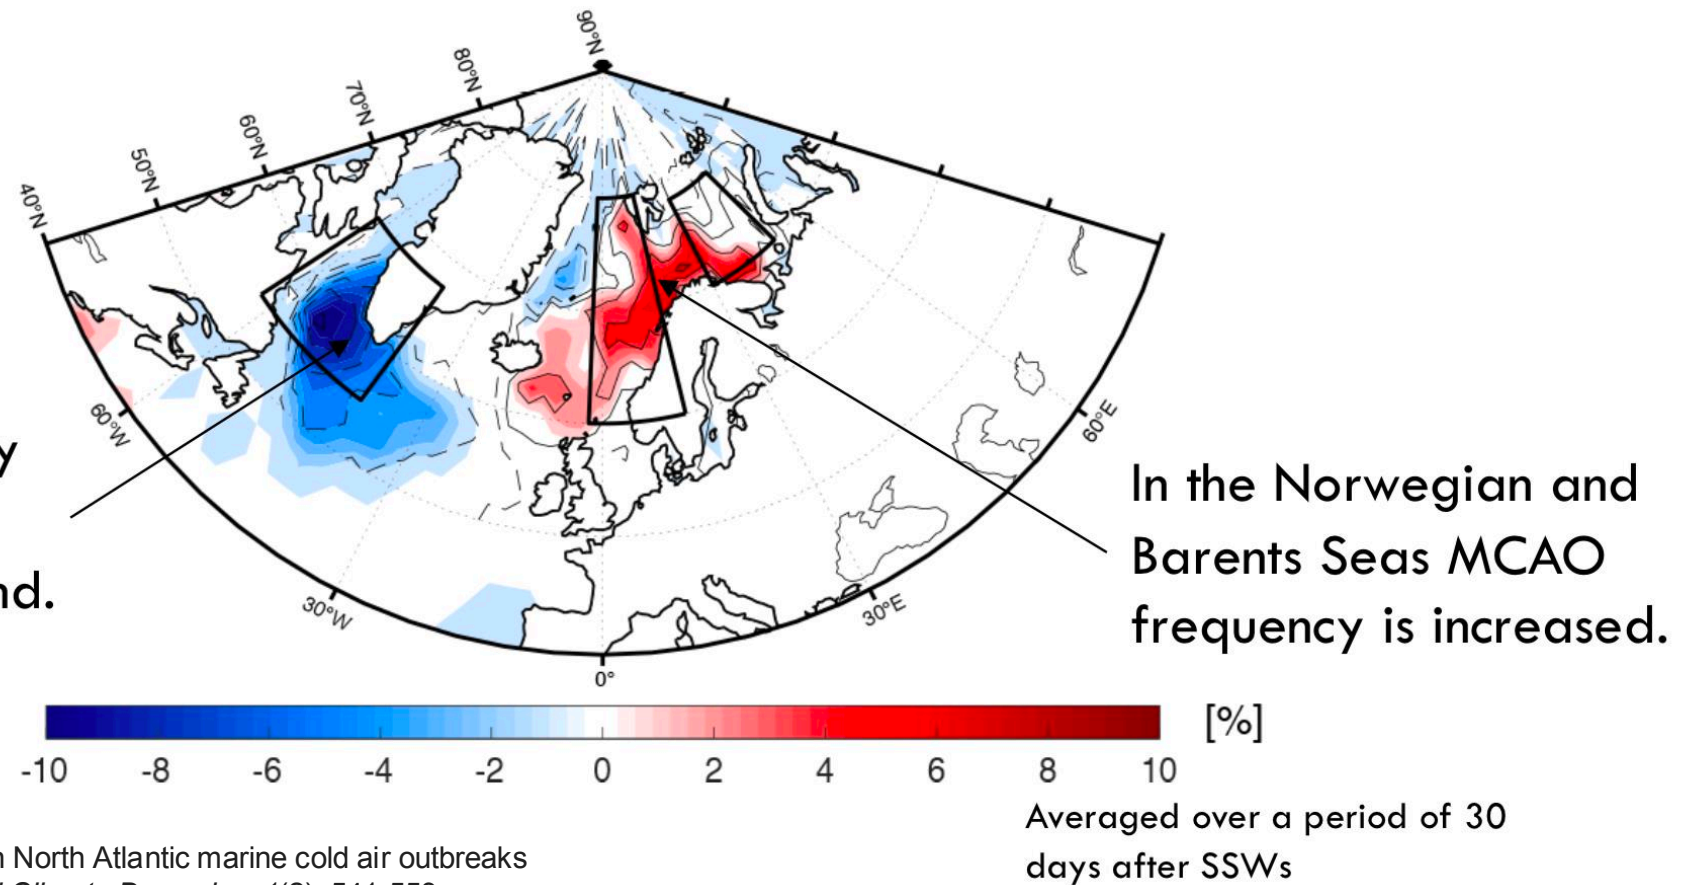 90°N
80°N
70°N
60°N
50°N
40°N
60°W
30°W
0°
30°E
60°E
y
nd.
In the Norwegian and
Barents Seas MCAO
frequency is increased.
[%]
-10 -8 -6 -4 -2 0 2 4 6 8 10
Averaged over a period of 30
days after SSWs
n North Atlantic marine cold air outbreaks